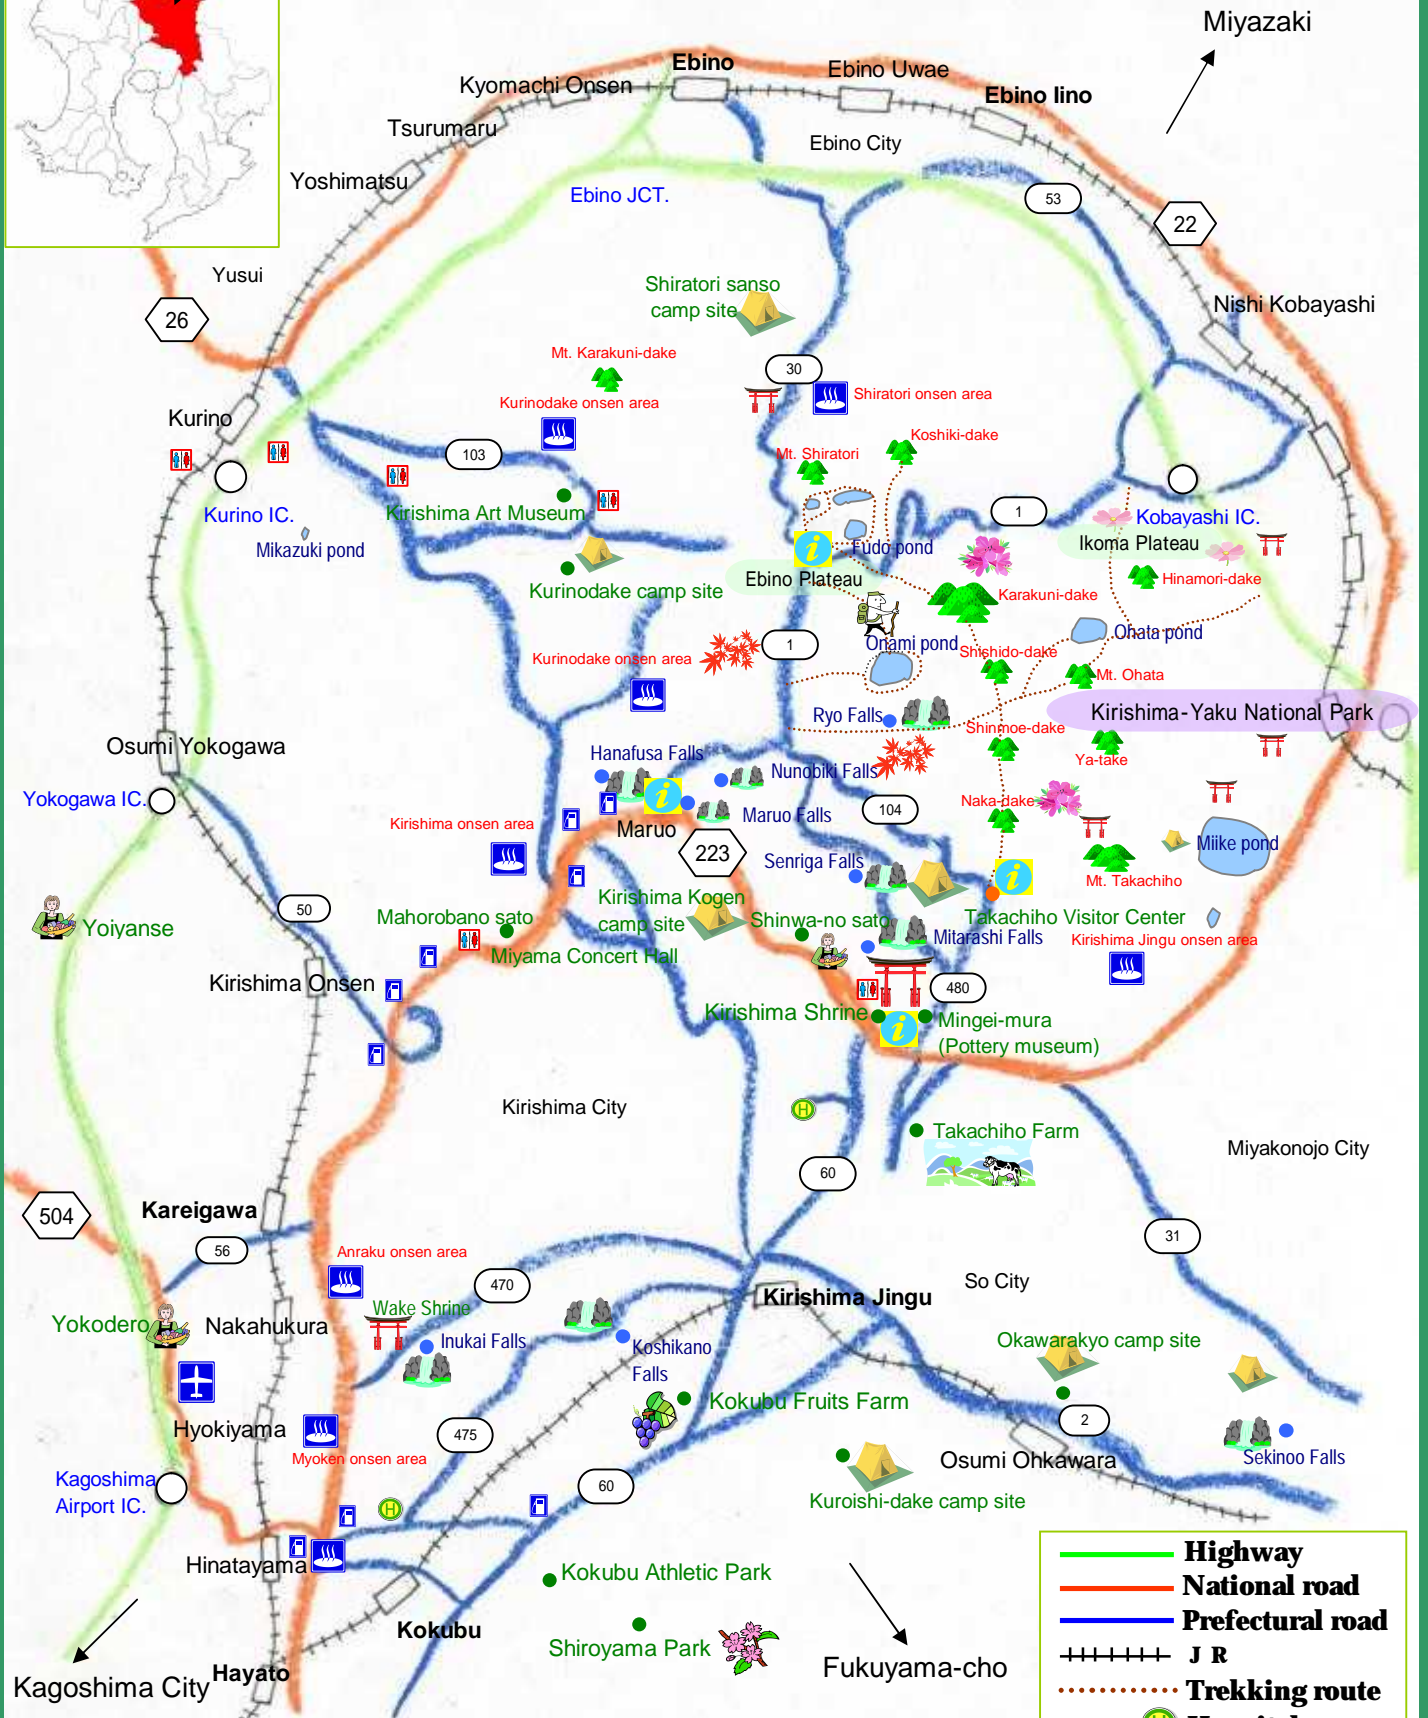 Miyazaki
Ebino
Ebino Uwae
Kyomachi Onsen
Ebino Iino
Tsurumaru
Ebino City
Yoshimatsu
Ebino JCT.
53
22
Yusui
Shiratori sanso
camp site
26
Nishi Kobayashi
Mt. Karakuni-dake
30
Kurinodake onsen area
Shiratori onsen area
Kurino
Koshiki-dake
103
Mt. Shiratori
Kirishima Art Museum
1
Kurino IC.
Kobayashi IC.
Mikazuki pond
i
Fudo pond
Ikoma Plateau
Ebino Plateau
Hinamori-dake
Kurinodake camp site
Karakuni-dake
Ohata pond
1
Onami pond
Kurinodake onsen area
Shishido-dake
Mt. Ohata
Ryo Falls
Kirishima-Yaku National Park
Shinmoe-dake
Osumi Yokogawa
Hanafusa Falls
Ya-take
Nunobiki Falls
Yokogawa IC.
i
Naka-dake
104
Maruo Falls
Kirishima onsen area
Maruo
223
Miike pond
Senriga Falls
i
Mt. Takachiho
50
Kirishima Kogen
camp site
Mahorobano sato
Shinwa-no sato
Takachiho Visitor Center
Yoiyanse
Mitarashi Falls
Kirishima Jingu onsen area
Miyama Concert Hall
Kirishima Onsen
480
Kirishima Shrine
i
Mingei-mura
(Pottery museum)
Kirishima City
H
Takachiho Farm
Miyakonojo City
60
504
Kareigawa
56
31
Anraku onsen area
470
So City
Kirishima Jingu
Wake Shrine
Yokodero
Nakahukura
Inukai Falls
Koshikano
Falls
Okawarakyo camp site
Kokubu Fruits Farm
Hyokiyama
475
2
Myoken onsen area
Osumi Ohkawara
Sekinoo Falls
Kagoshima
Airport IC.
60
Kuroishi-dake camp site
H
Hinatayama
Kokubu Athletic Park
Kokubu
Shiroyama Park
Fukuyama-cho
Hayato
Kagoshima City
Highway
National road
Prefectural road
J R
Trekking route
H